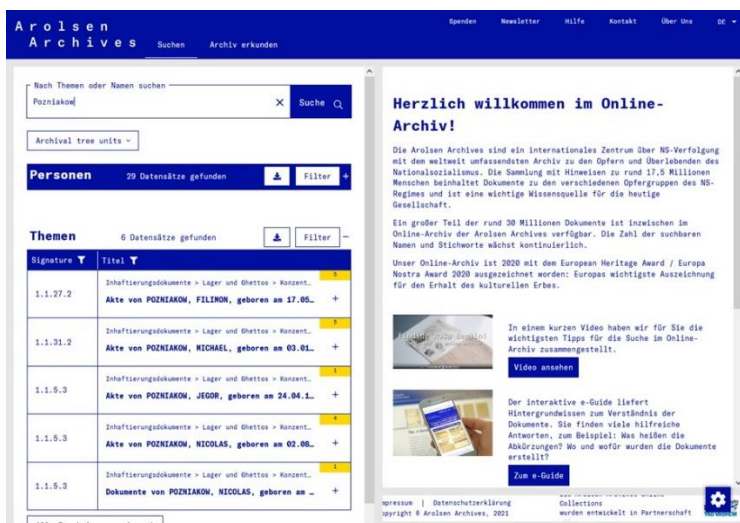 Arolsen
Archives
Suchen
Archiv erkunden
Spenden
Newsletter
Hilfe
Kontakt
Über Uns
DE
Nach Themen oder Namen suchen
Pozniakow
Suche
Archival tree units
Personen
29 Datensätze gefunden
Filter
Themen
6 Datensätze gefunden
Filter
Signature
Titel
1.1.27.2
Inhaftierungsdokumente > Lager und Ghettos > Konzent…
5
Akte von POZNIAKOW, FILIMON, geboren am 17.05…
1.1.31.2
Inhaftierungsdokumente > Lager und Ghettos > Konzent…
5
Akte von POZNIAKOW, MICHAEL, geboren am 03.01…
1.1.5.3
Inhaftierungsdokumente > Lager und Ghettos > Konzent…
1
Akte von POZNIAKOW, JEGOR, geboren am 24.04.1…
1.1.5.3
Inhaftierungsdokumente > Lager und Ghettos > Konzent…
4
Akte von POZNIAKOW, NICOLAS, geboren am 02.08…
1.1.5.3
Inhaftierungsdokumente > Lager und Ghettos > Konzent…
1
Dokumente von POZNIAKOW, NICOLAS, geboren am …
Herzlich willkommen im Online-
Archiv!
Die Arolsen Archives sind ein internationales Zentrum über NS-Verfolgung
mit dem weltweit umfassendsten Archiv zu den Opfern und Überlebenden des
Nationalsozialismus. Die Sammlung mit Hinweisen zu rund 17,5 Millionen
Menschen beinhaltet Dokumente zu den verschiedenen Opfergruppen des NS-
Regimes und ist eine wichtige Wissensquelle für die heutige
Gesellschaft.
Ein großer Teil der rund 30 Millionen Dokumente ist inzwischen im
Online-Archiv der Arolsen Archives verfügbar. Die Zahl der suchbaren
Namen und Stichworte wächst kontinuierlich.
Unser Online-Archiv ist 2020 mit dem European Heritage Award / Europa
Nostra Award 2020 ausgezeichnet worden: Europas wichtigste Auszeichnung
für den Erhalt des kulturellen Erbes.
In einem kurzen Video haben wir für Sie die
wichtigsten Tipps für die Suche im Online-
Archiv zusammengestellt.
Video ansehen
Der interaktive e-Guide liefert
Hintergrundwissen zum Verständnis der
Dokumente. Sie finden viele hilfreiche
Antworten, zum Beispiel: Was heißen die
Abkürzungen? Wo und wofür wurden die Dokumente
erstellt?
Zum e-Guide
mpressum | Datenschutzerklärung
opyright © Arolsen Archives, 2021
Collections
wurden entwickelt in Partnerschaft